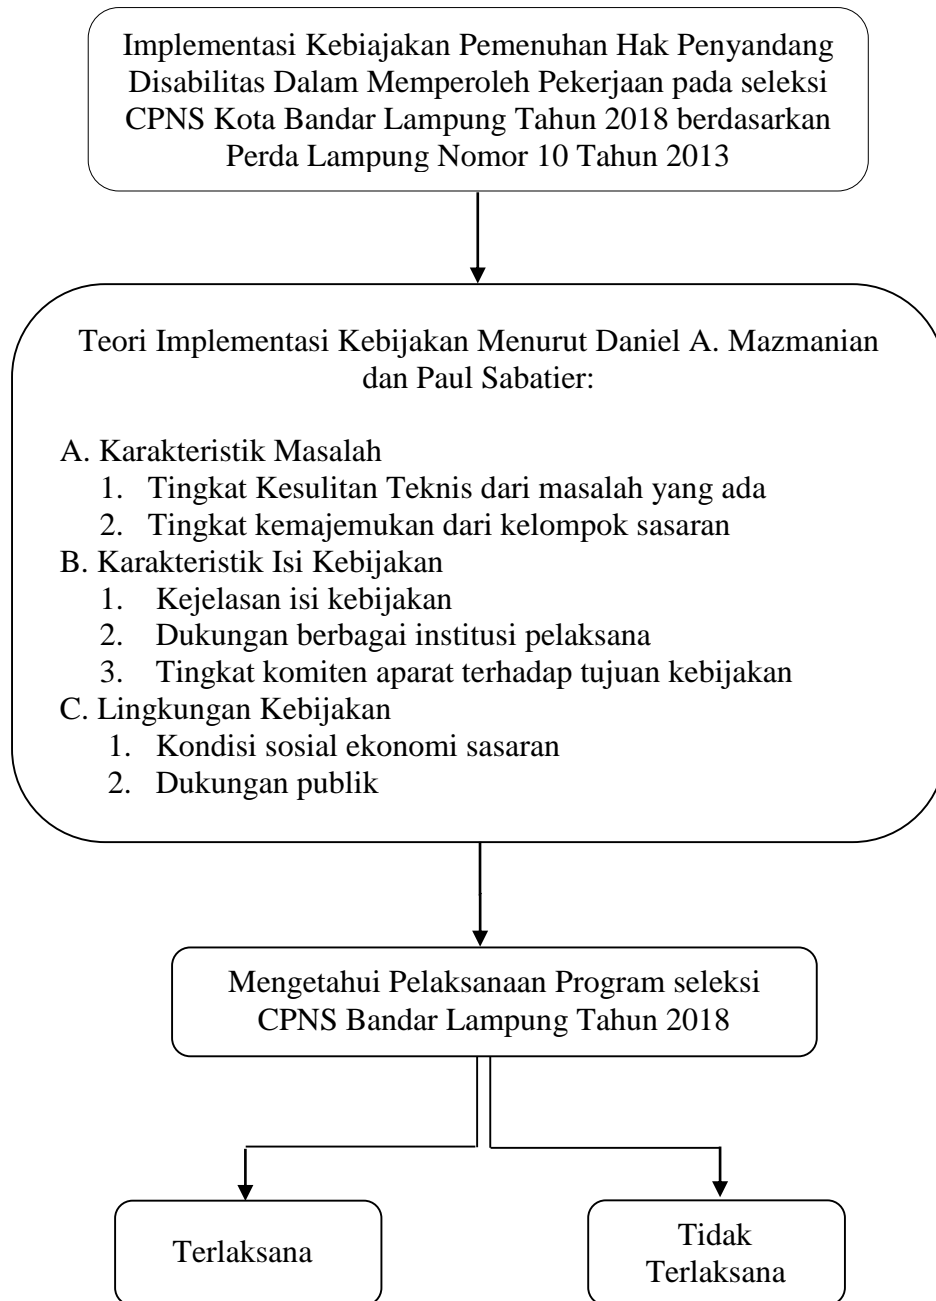 Implementasi Kebiajakan Pemenuhan Hak Penyandang
Disabilitas Dalam Memperoleh Pekerjaan pada seleksi
CPNS Kota Bandar Lampung Tahun 2018 berdasarkan
Perda Lampung Nomor 10 Tahun 2013
Teori Implementasi Kebijakan Menurut Daniel A. Mazmanian
dan Paul Sabatier:
A. Karakteristik Masalah
1. Tingkat Kesulitan Teknis dari masalah yang ada
2. Tingkat kemajemukan dari kelompok sasaran
B. Karakteristik Isi Kebijakan
1. Kejelasan isi kebijakan
2. Dukungan berbagai institusi pelaksana
3. Tingkat komiten aparat terhadap tujuan kebijakan
C. Lingkungan Kebijakan
1. Kondisi sosial ekonomi sasaran
2. Dukungan publik
Mengetahui Pelaksanaan Program seleksi
CPNS Bandar Lampung Tahun 2018
Terlaksana
Tidak
Terlaksana